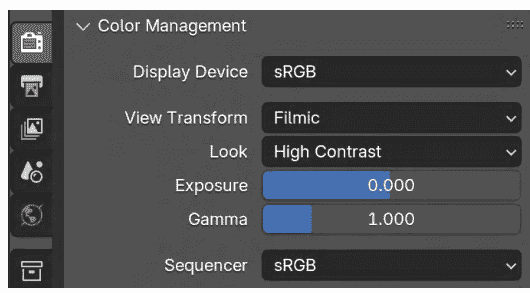 Color Management
Display Device sRGB
View Transform Filmic
Look High Contrast
Exposure 0.000
Gamma 1.000
Sequencer sRGB